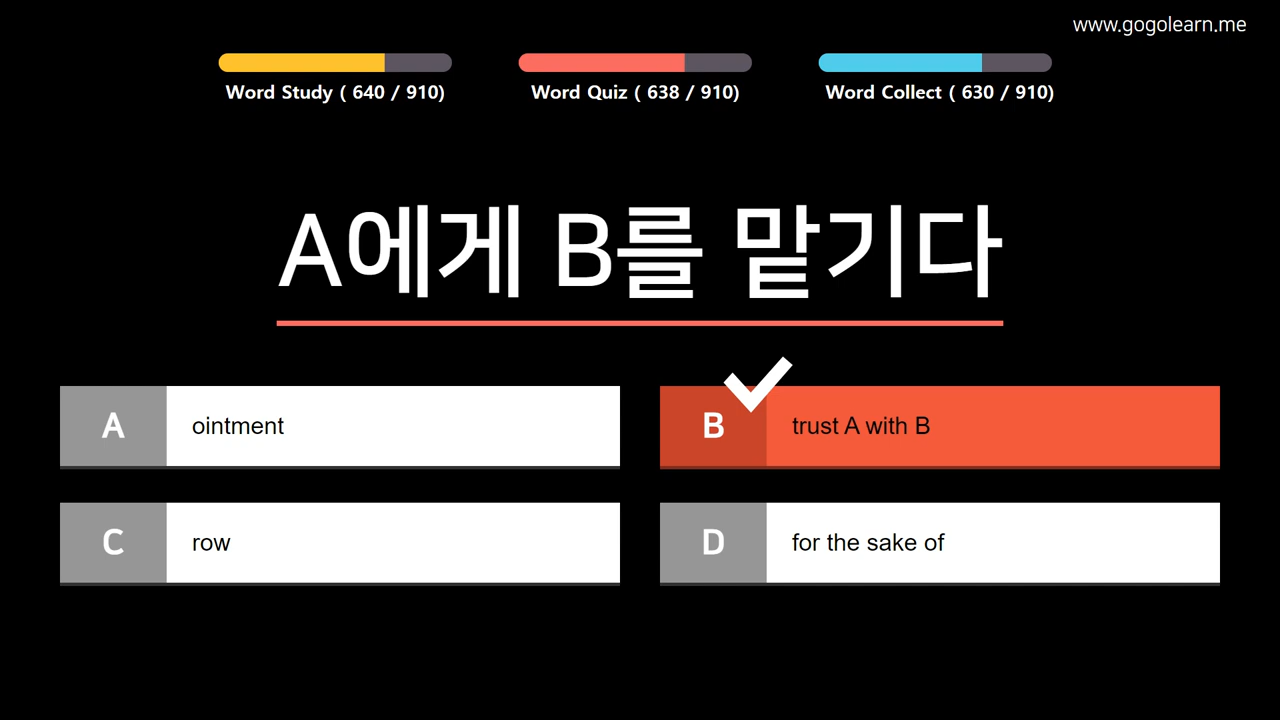 www.gogolearn.me
Word Study ( 640 / 910)
Word Quiz ( 638 / 910)
Word Collect ( 630 / 910)
A에게 B를 맡기다
A ointment
B trust A with B
C row
D for the sake of